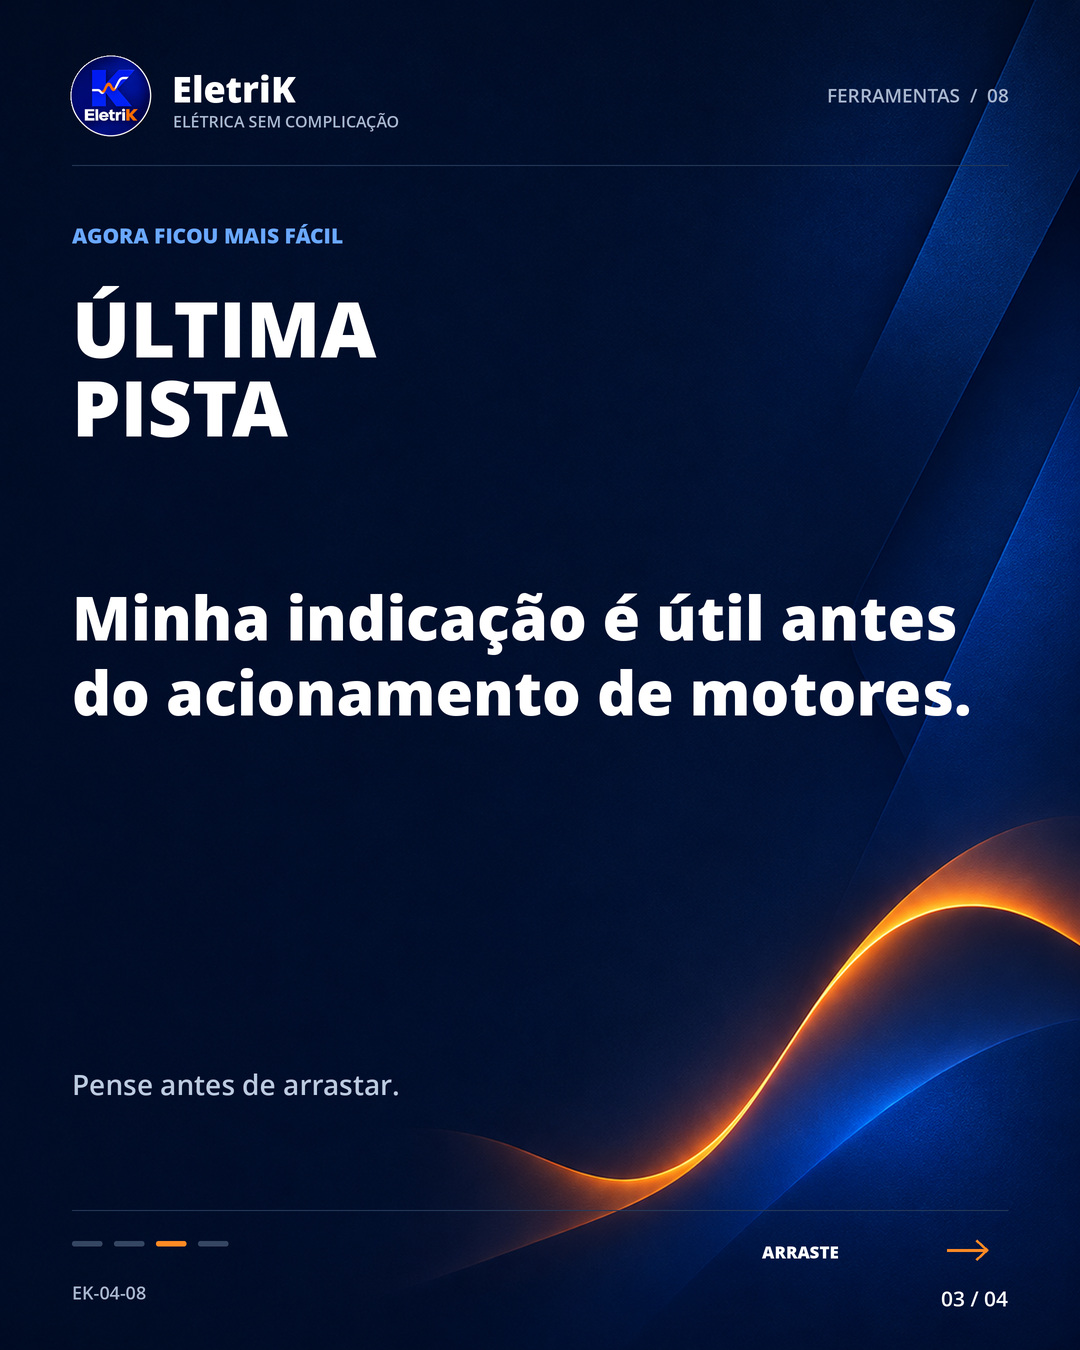 K
EletriK
EletriK
ELÉTRICA SEM COMPLICAÇÃO
FERRAMENTAS / 08
AGORA FICOU MAIS FÁCIL
ÚLTIMA
PISTA
Minha indicação é útil antes
do acionamento de motores.
Pense antes de arrastar.
ARRASTE
EK-04-08
03 / 04